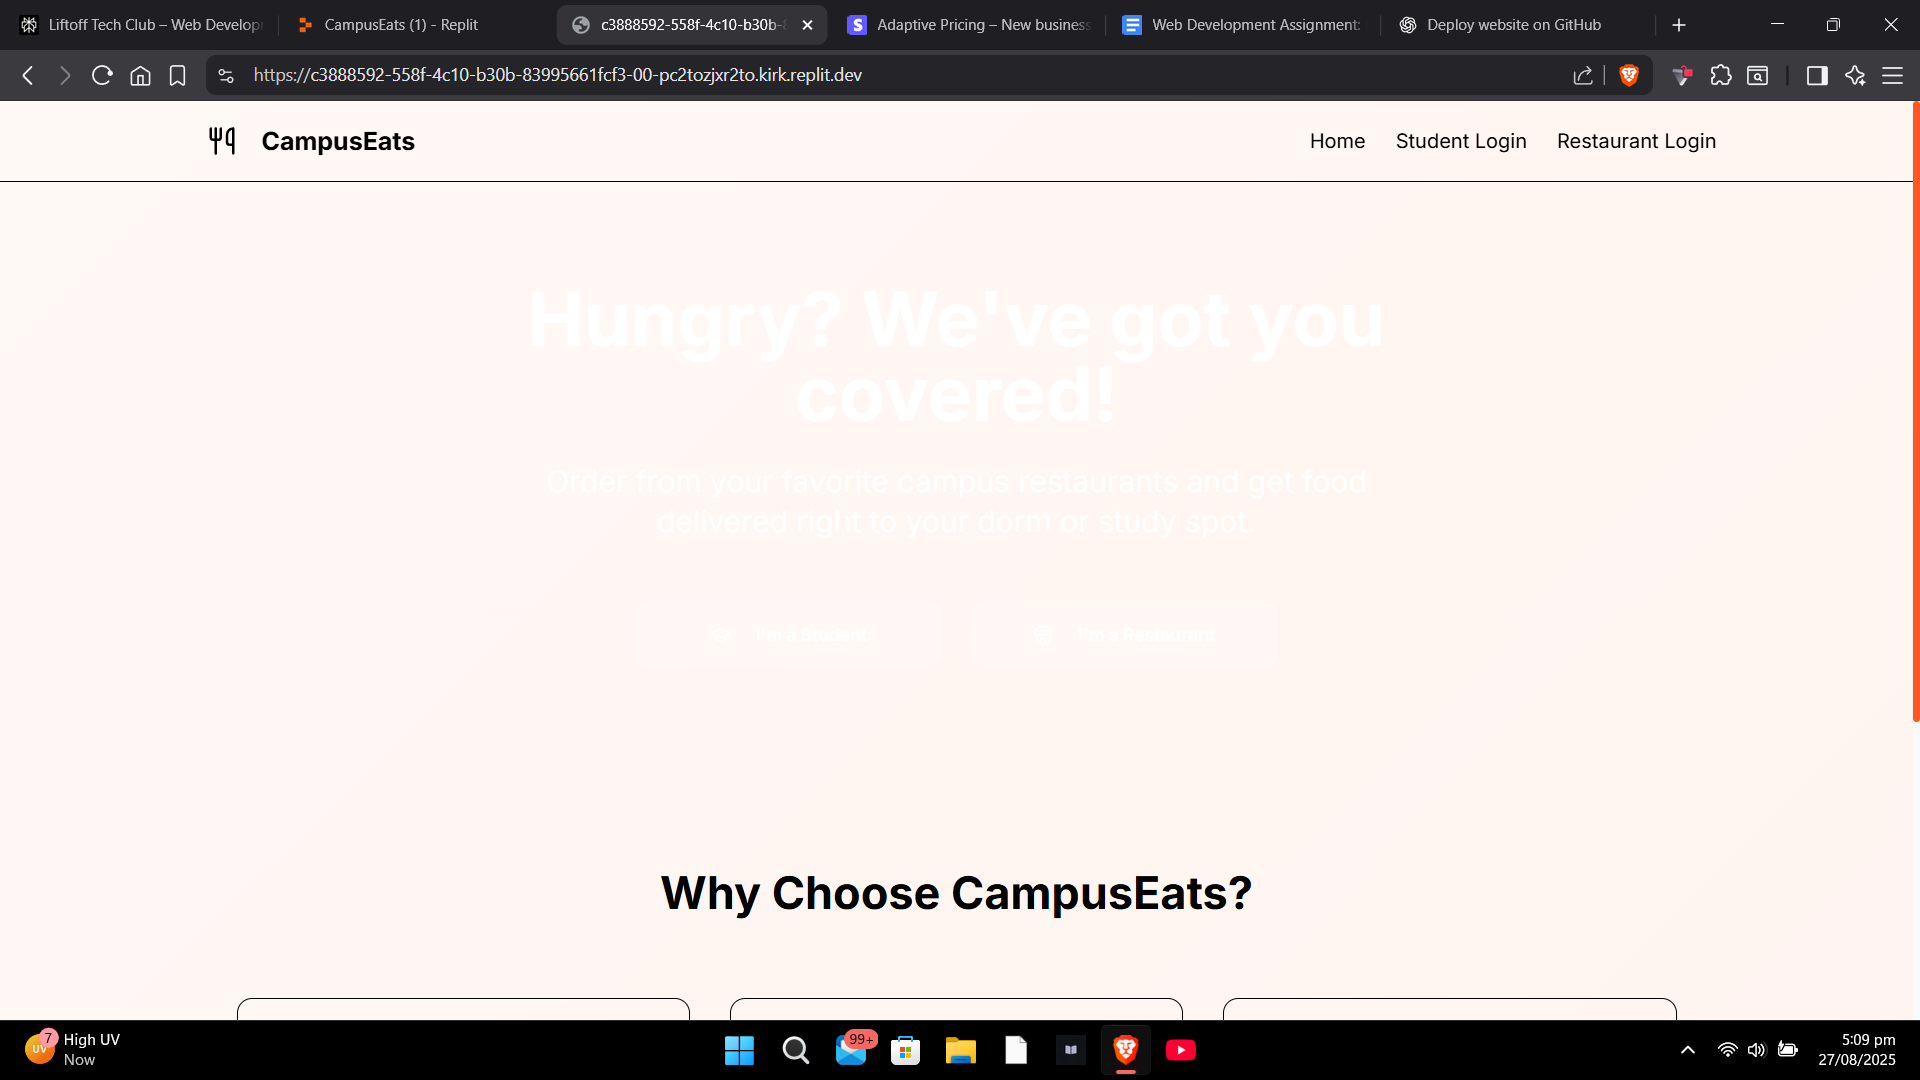 Liftoff Tech Club – Web Develop
CampusEats (1) - Replit
c3888592-558f-4c10-b30b-8
Adaptive Pricing – New business
Web Development Assignment:
Deploy website on GitHub
https://c3888592-558f-4c10-b30b-83995661fcf3-00-pc2tozjxr2to.kirk.replit.dev
CampusEats
Home
Student Login
Restaurant Login
Hungry? We've got you
covered!
Order from your favorite campus restaurants and get food
delivered right to your dorm or study spot.
I'm a Student
I'm a Restaurant
Why Choose CampusEats?
7
UV
High UV
Now
99+
5:09 pm
27/08/2025